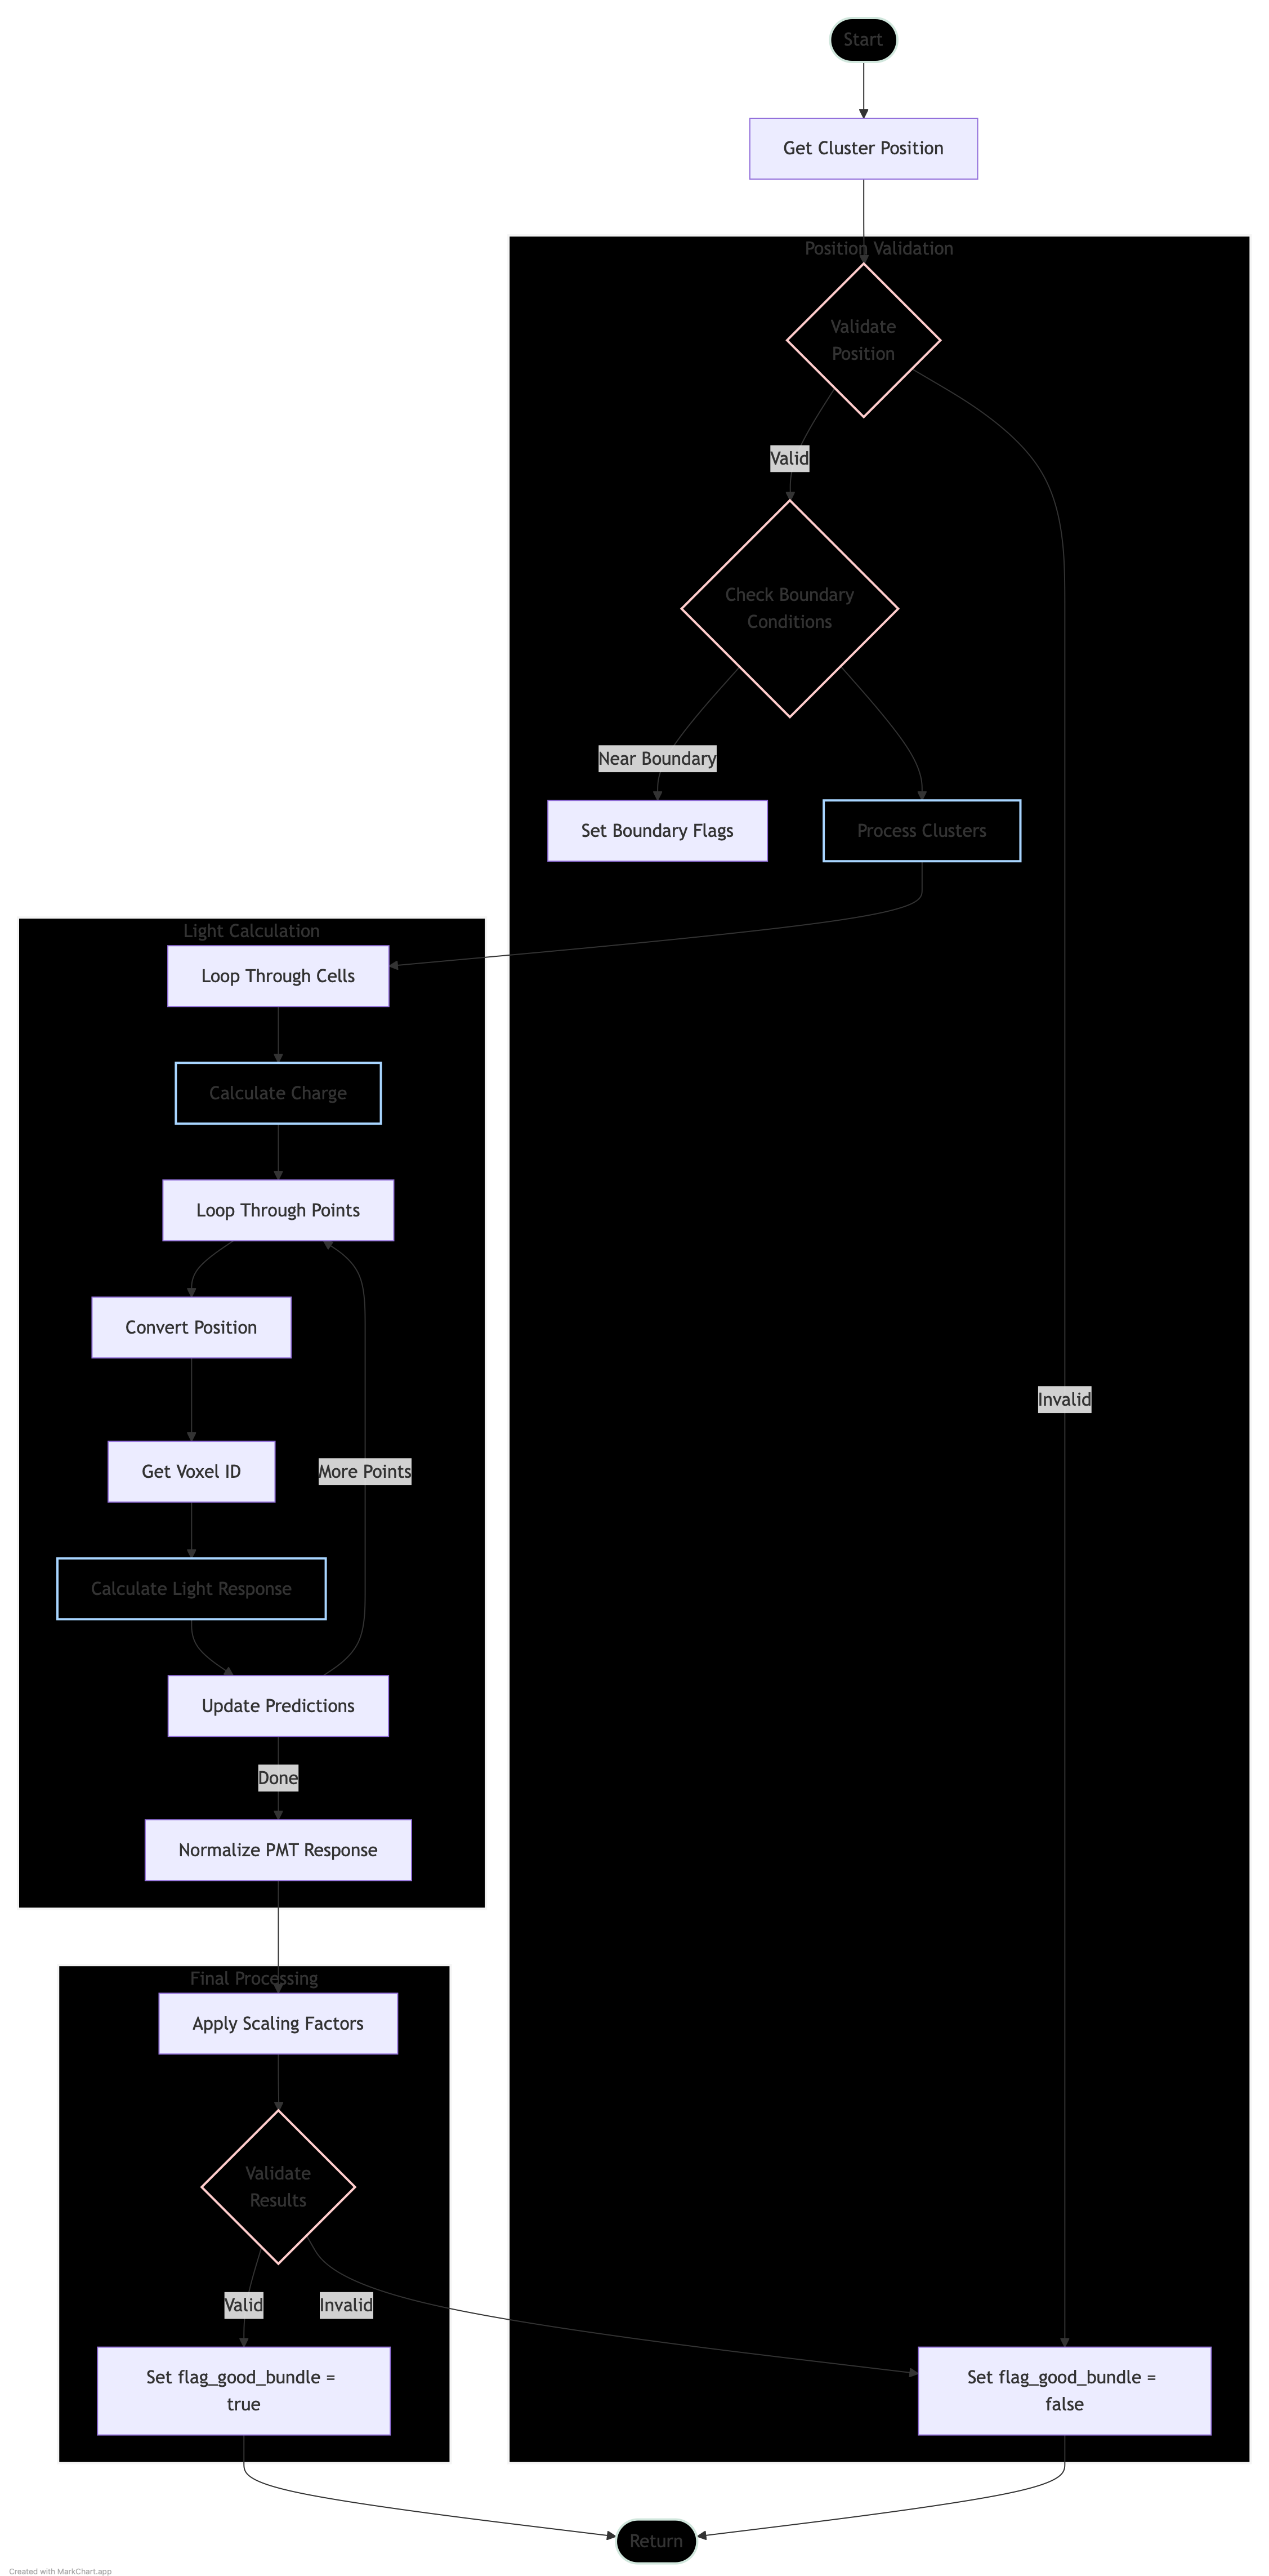 Start
Get Cluster Position
Position Validation
Validate
Position
Valid
Check Boundary
Conditions
Near Boundary
Set Boundary Flags
Process Clusters
Light Calculation
Loop Through Cells
Calculate Charge
Loop Through Points
Convert Position
Invalid
Get Voxel ID
More Points
Calculate Light Response
Update Predictions
Done
Normalize PMT Response
Final Processing
Apply Scaling Factors
Validate
Results
Valid
Invalid
Set flag_good_bundle =
true
Set flag_good_bundle =
false
Return
Created with MarkChart.app